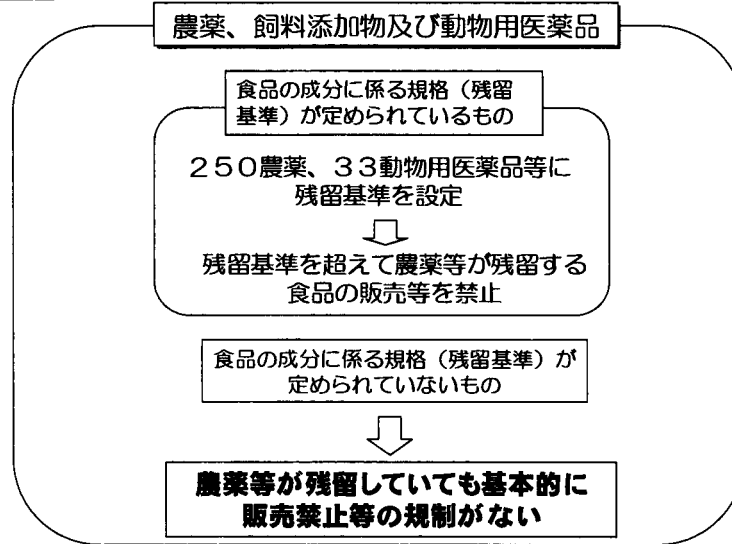 農薬、飼料添加物及び動物用医薬品
食品の成分に係る規格（残留
基準）が定められているもの
２５０農薬、３３動物用医薬品等に
残留基準を設定
残留基準を超えて農薬等が残留する
食品の販売等を禁止
食品の成分に係る規格（残留基準）が
定められていないもの
農薬等が残留していても基本的に
販売禁止等の規制がない